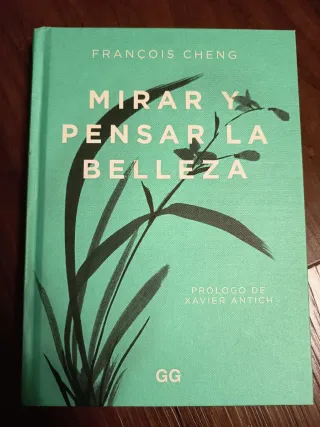 FRANÇOIS CHENG
MIRAR Y
PENSAR LA
BELLEZA
PRÓLOGO DE
XAVIER ANTICH
GG